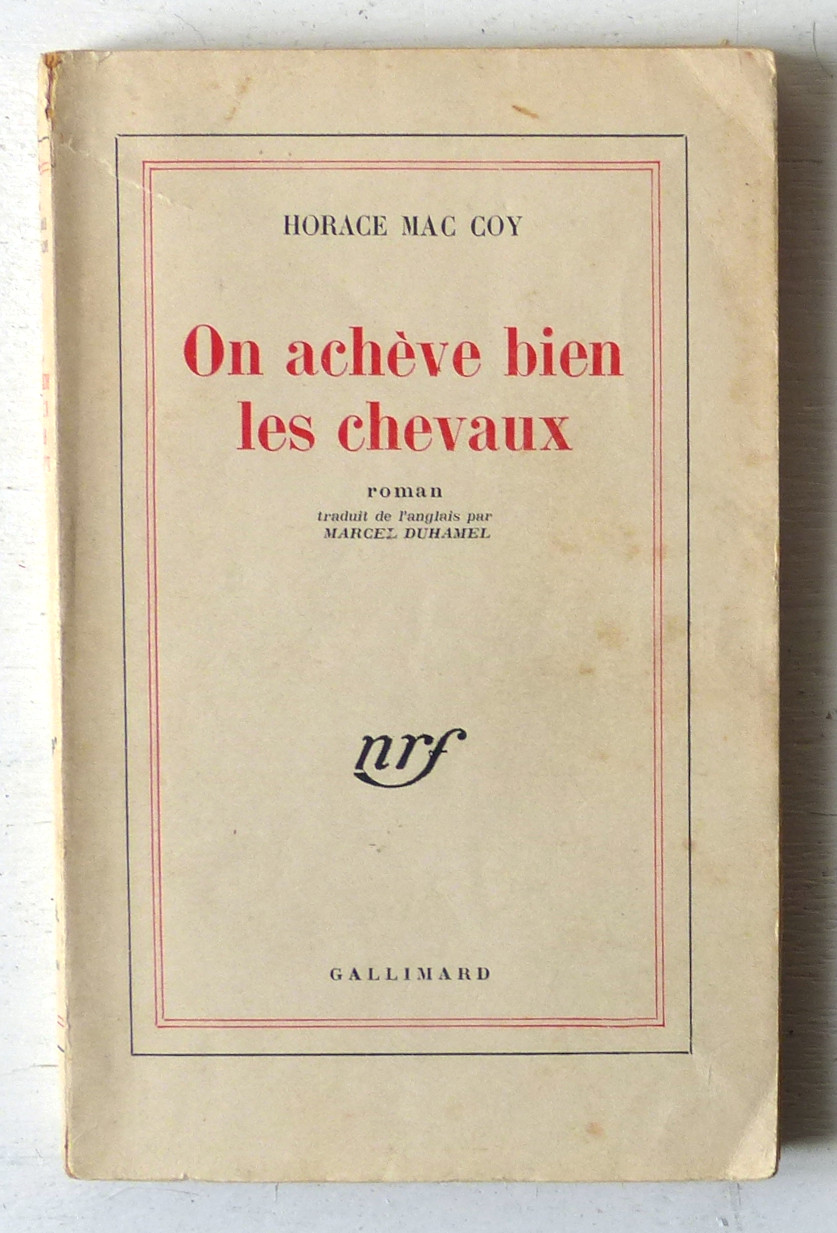 HORACE MAC COY
On achève bien
les chevaux
roman
traduit de l'anglais par
MARCEL DUHAMEL
nrf
GALLIMARD